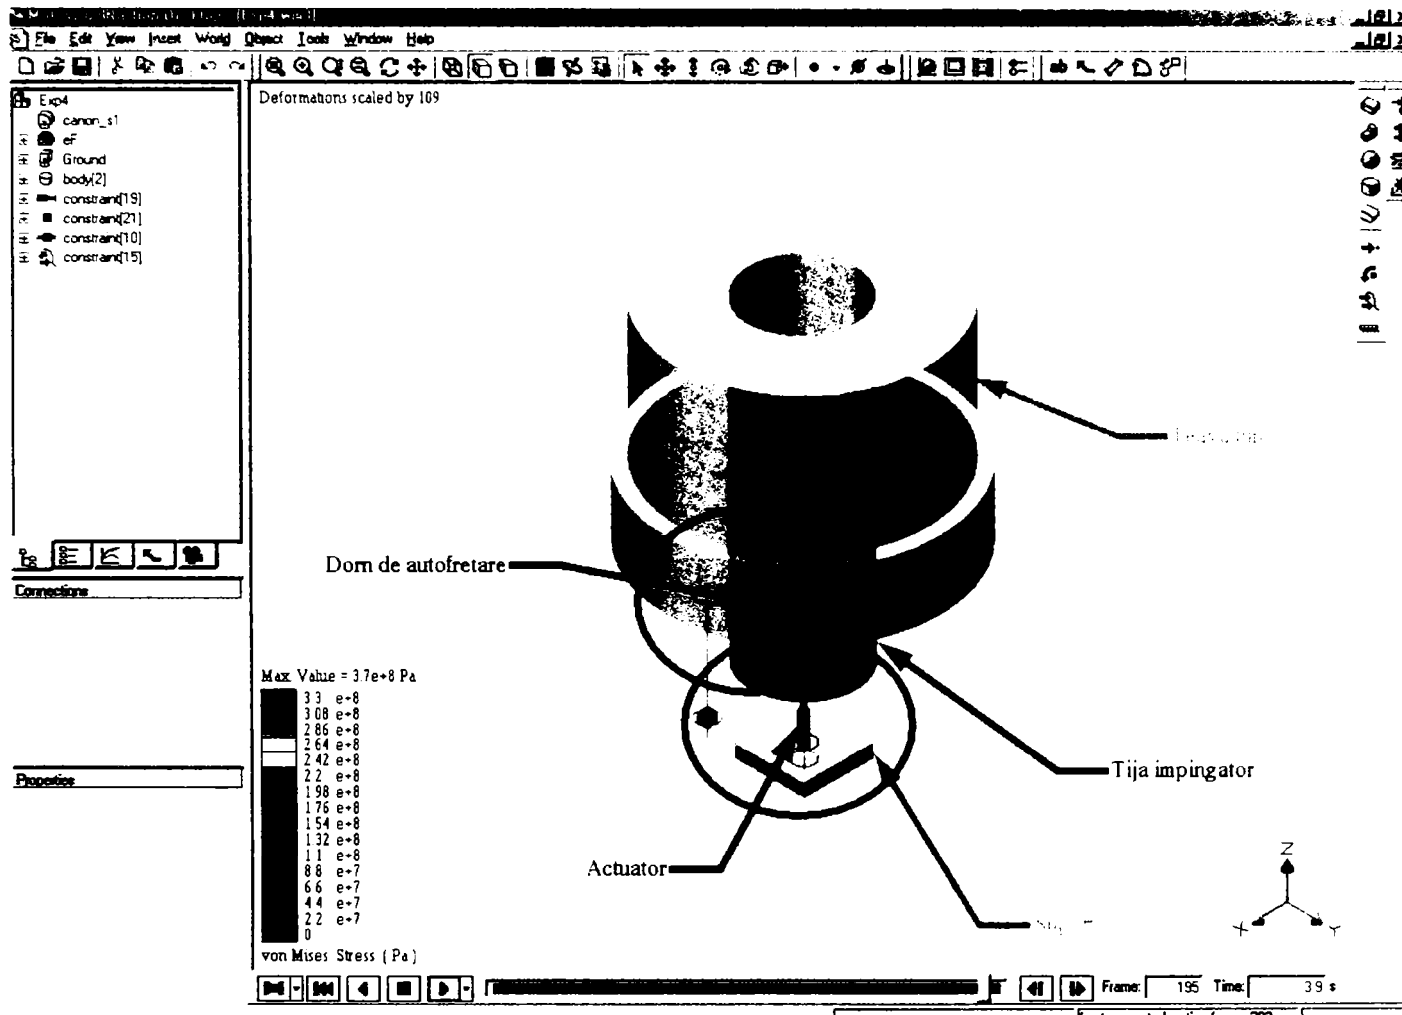 File Edit View Insert World Object Tools Window Help
Exp4
canon_s1
eF
Ground
body[2]
constraint[19]
constraint[21]
constraint[10]
constraint[15]
Connections
Properties
Deformations scaled by 109
Dorn de autofretare
Tija impingator
Actuator
Max Value = 3.7e+8 Pa
3.3 e+8
3.08 e+8
2.86 e+8
2.64 e+8
2.42 e+8
2.2 e+8
1.98 e+8
1.76 e+8
1.54 e+8
1.32 e+8
1.1 e+8
8.8 e+7
6.6 e+7
4.4 e+7
2.2 e+7
0
von Mises Stress ( Pa )
Z
X
Y
Frame: 195 Time: 3.9 s